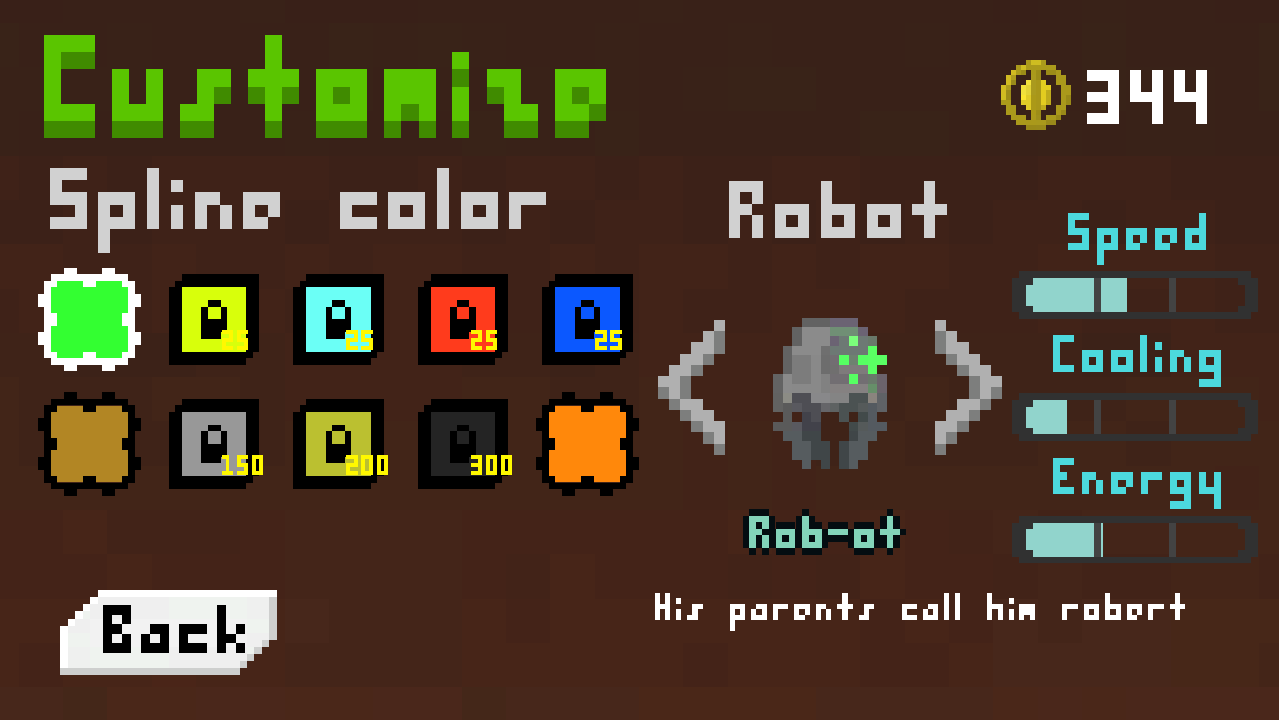 Customize
344
Spline color
Robot
Speed
25 25 25 25
Cooling
150 200 300
Energy
Rob-ot
His parents call him robert
Back